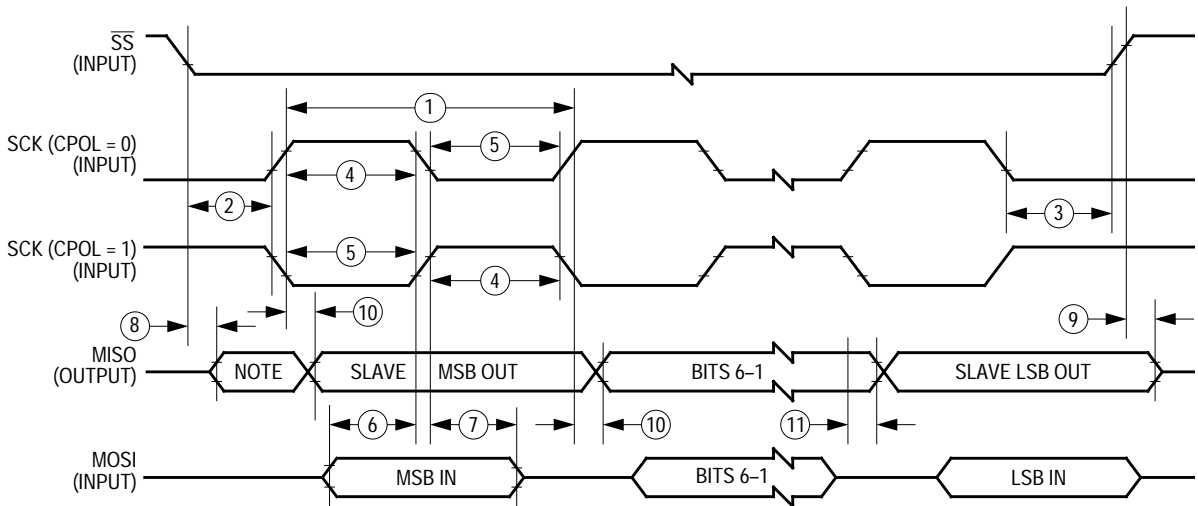 SS
(INPUT)
1
SCK (CPOL = 0)
(INPUT)
5
4
2
3
SCK (CPOL = 1)
(INPUT)
5
4
8
10
9
MISO
(OUTPUT)
NOTE
SLAVE
MSB OUT
BITS 6–1
SLAVE LSB OUT
6
7
10
11
MOSI
(INPUT)
MSB IN
BITS 6–1
LSB IN